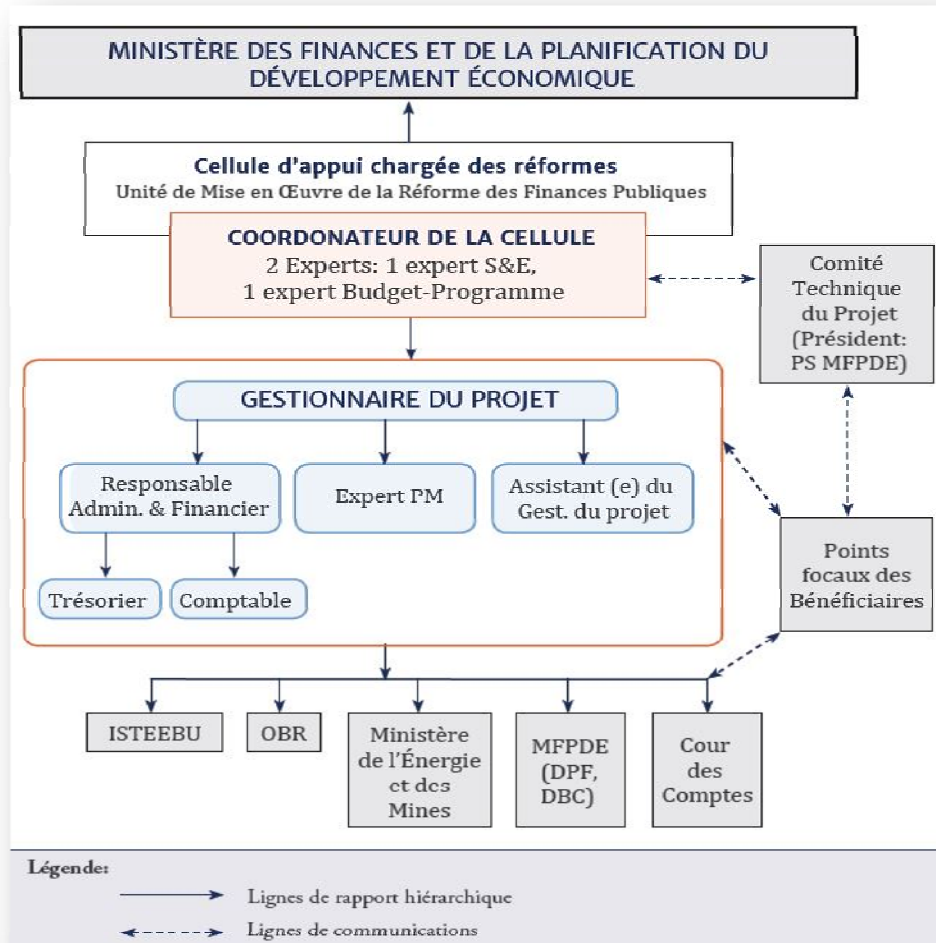 MINISTÈRE DES FINANCES ET DE LA PLANIFICATION DU
DÉVELOPPEMENT ÉCONOMIQUE
Cellule d'appui chargée des réformes
Unité de Mise en Œuvre de la Réforme des Finances Publiques
COORDONATEUR DE LA CELLULE
2 Experts: 1 expert S&E,
1 expert Budget-Programme
Comité
Technique
du Projet
(Président:
PS MFPDE)
GESTIONNAIRE DU PROJET
Responsable
Admin. & Financier
Expert PM
Assistant (e) du
Gest. du projet
Trésorier
Comptable
Points
focaux des
Bénéficiaires
ISTEEBU
OBR
Ministère
de l'Énergie
et des
Mines
MFPDE
(DPF,
DBC)
Cour
des
Comptes
Légende:
Lignes de rapport hiérarchique
Lignes de communications